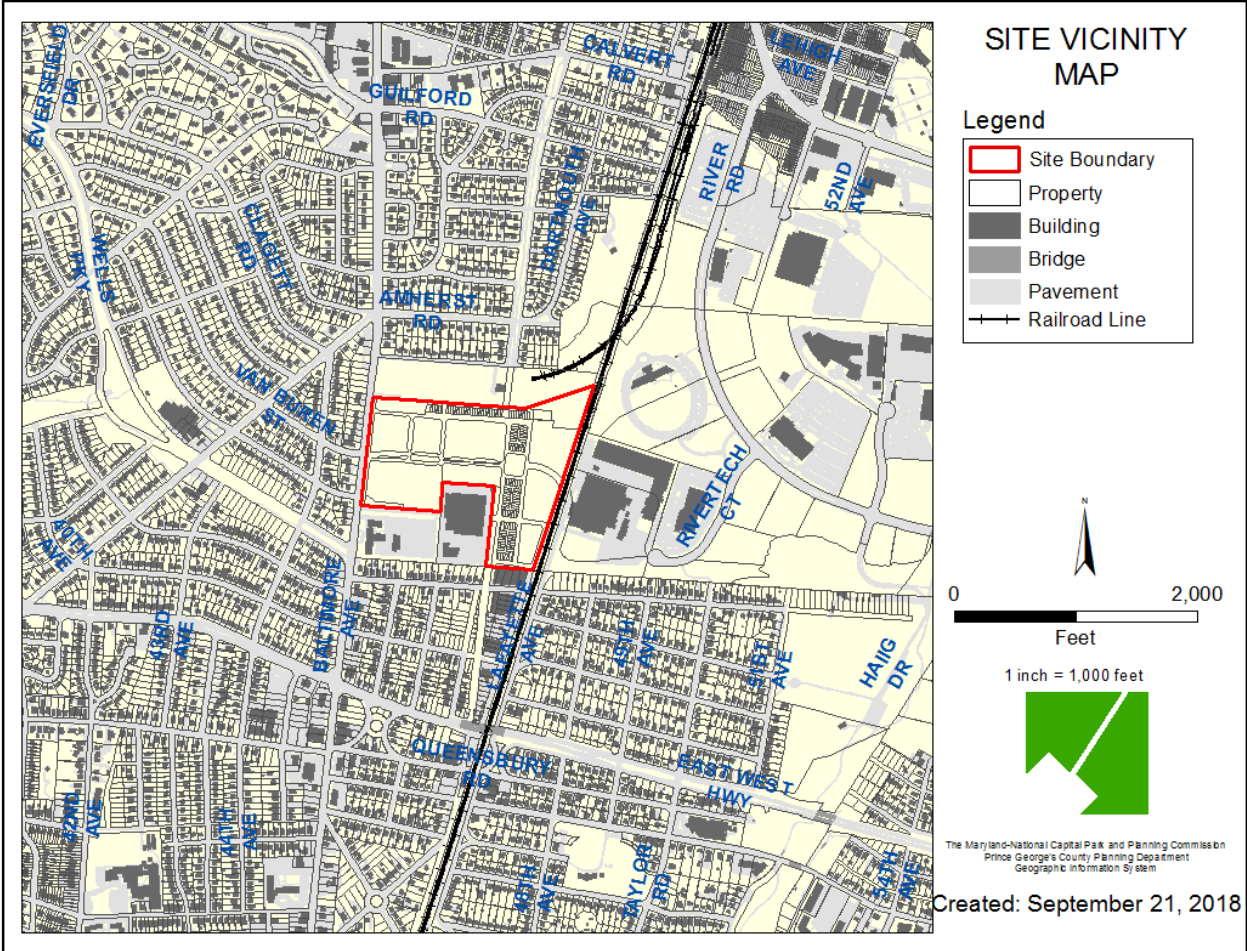 SITE VICINITY
MAP
Legend
Site Boundary
Property
Building
Bridge
Pavement
Railroad Line
N
0 2,000
Feet
1 inch = 1,000 feet
The Maryland-National Capital Park and Planning Commission
Prince George's County Planning Department
Geographic Information System
Created: September 21, 2018
EVERSFIELD
DR
CALVERT
RD
LEHIGH
AVE
GUILFORD
RD
RIVER
RD
52ND
AVE
DARTMOUTH
AVE
CLAGETT
RD
WELLS
PKY
AMHERST
RD
VAN BUREN
ST
RIVERTECH
CT
40TH
AVE
BALTIMORE
AVE
43RD
AVE
LAFAYETTE
AVE
49TH
AVE
51ST
AVE
HAIIG
DR
QUEENSBURY
RD
EAST WEST
HWY
42ND
AVE
44TH
AVE
46TH
AVE
TAYLOR
RD
54TH
AVE